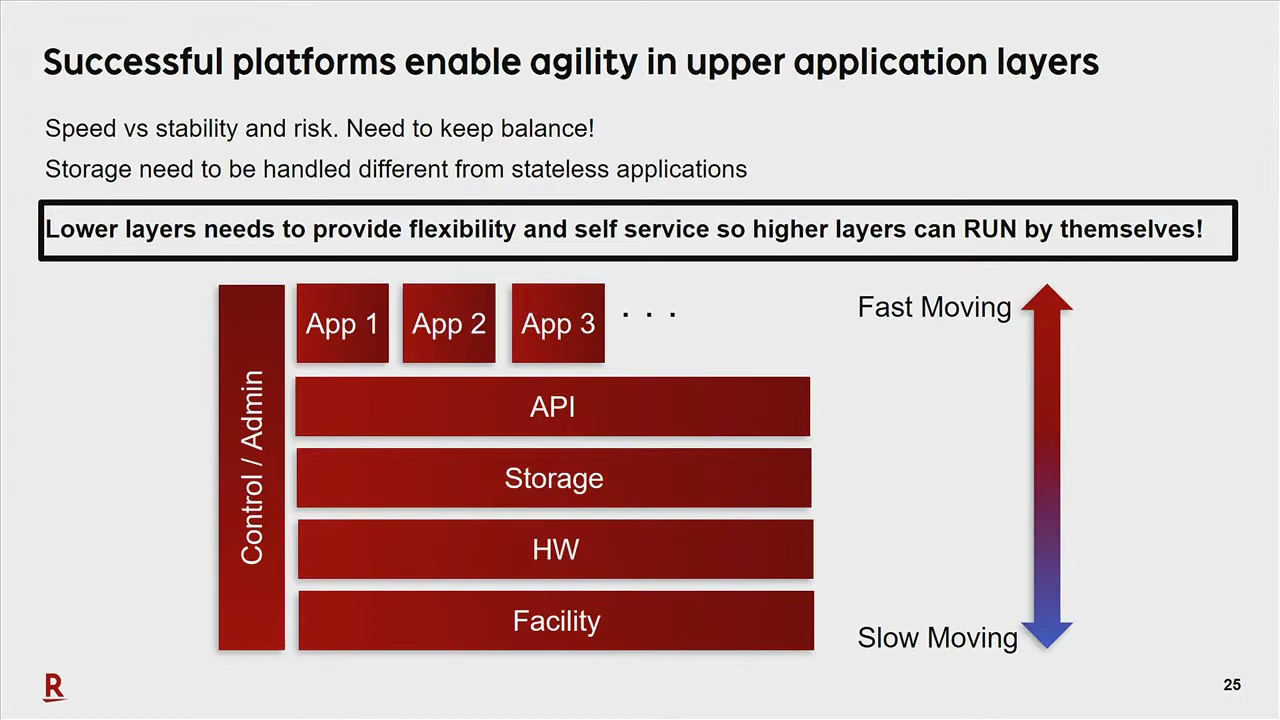 Successful platforms enable agility in upper application layers
Speed vs stability and risk. Need to keep balance!
Storage need to be handled different from stateless applications
Lower layers needs to provide flexibility and self service so higher layers can RUN by themselves!
Control / Admin
App 1
App 2
App 3
. . .
API
Storage
HW
Facility
Fast Moving
Slow Moving
R
25